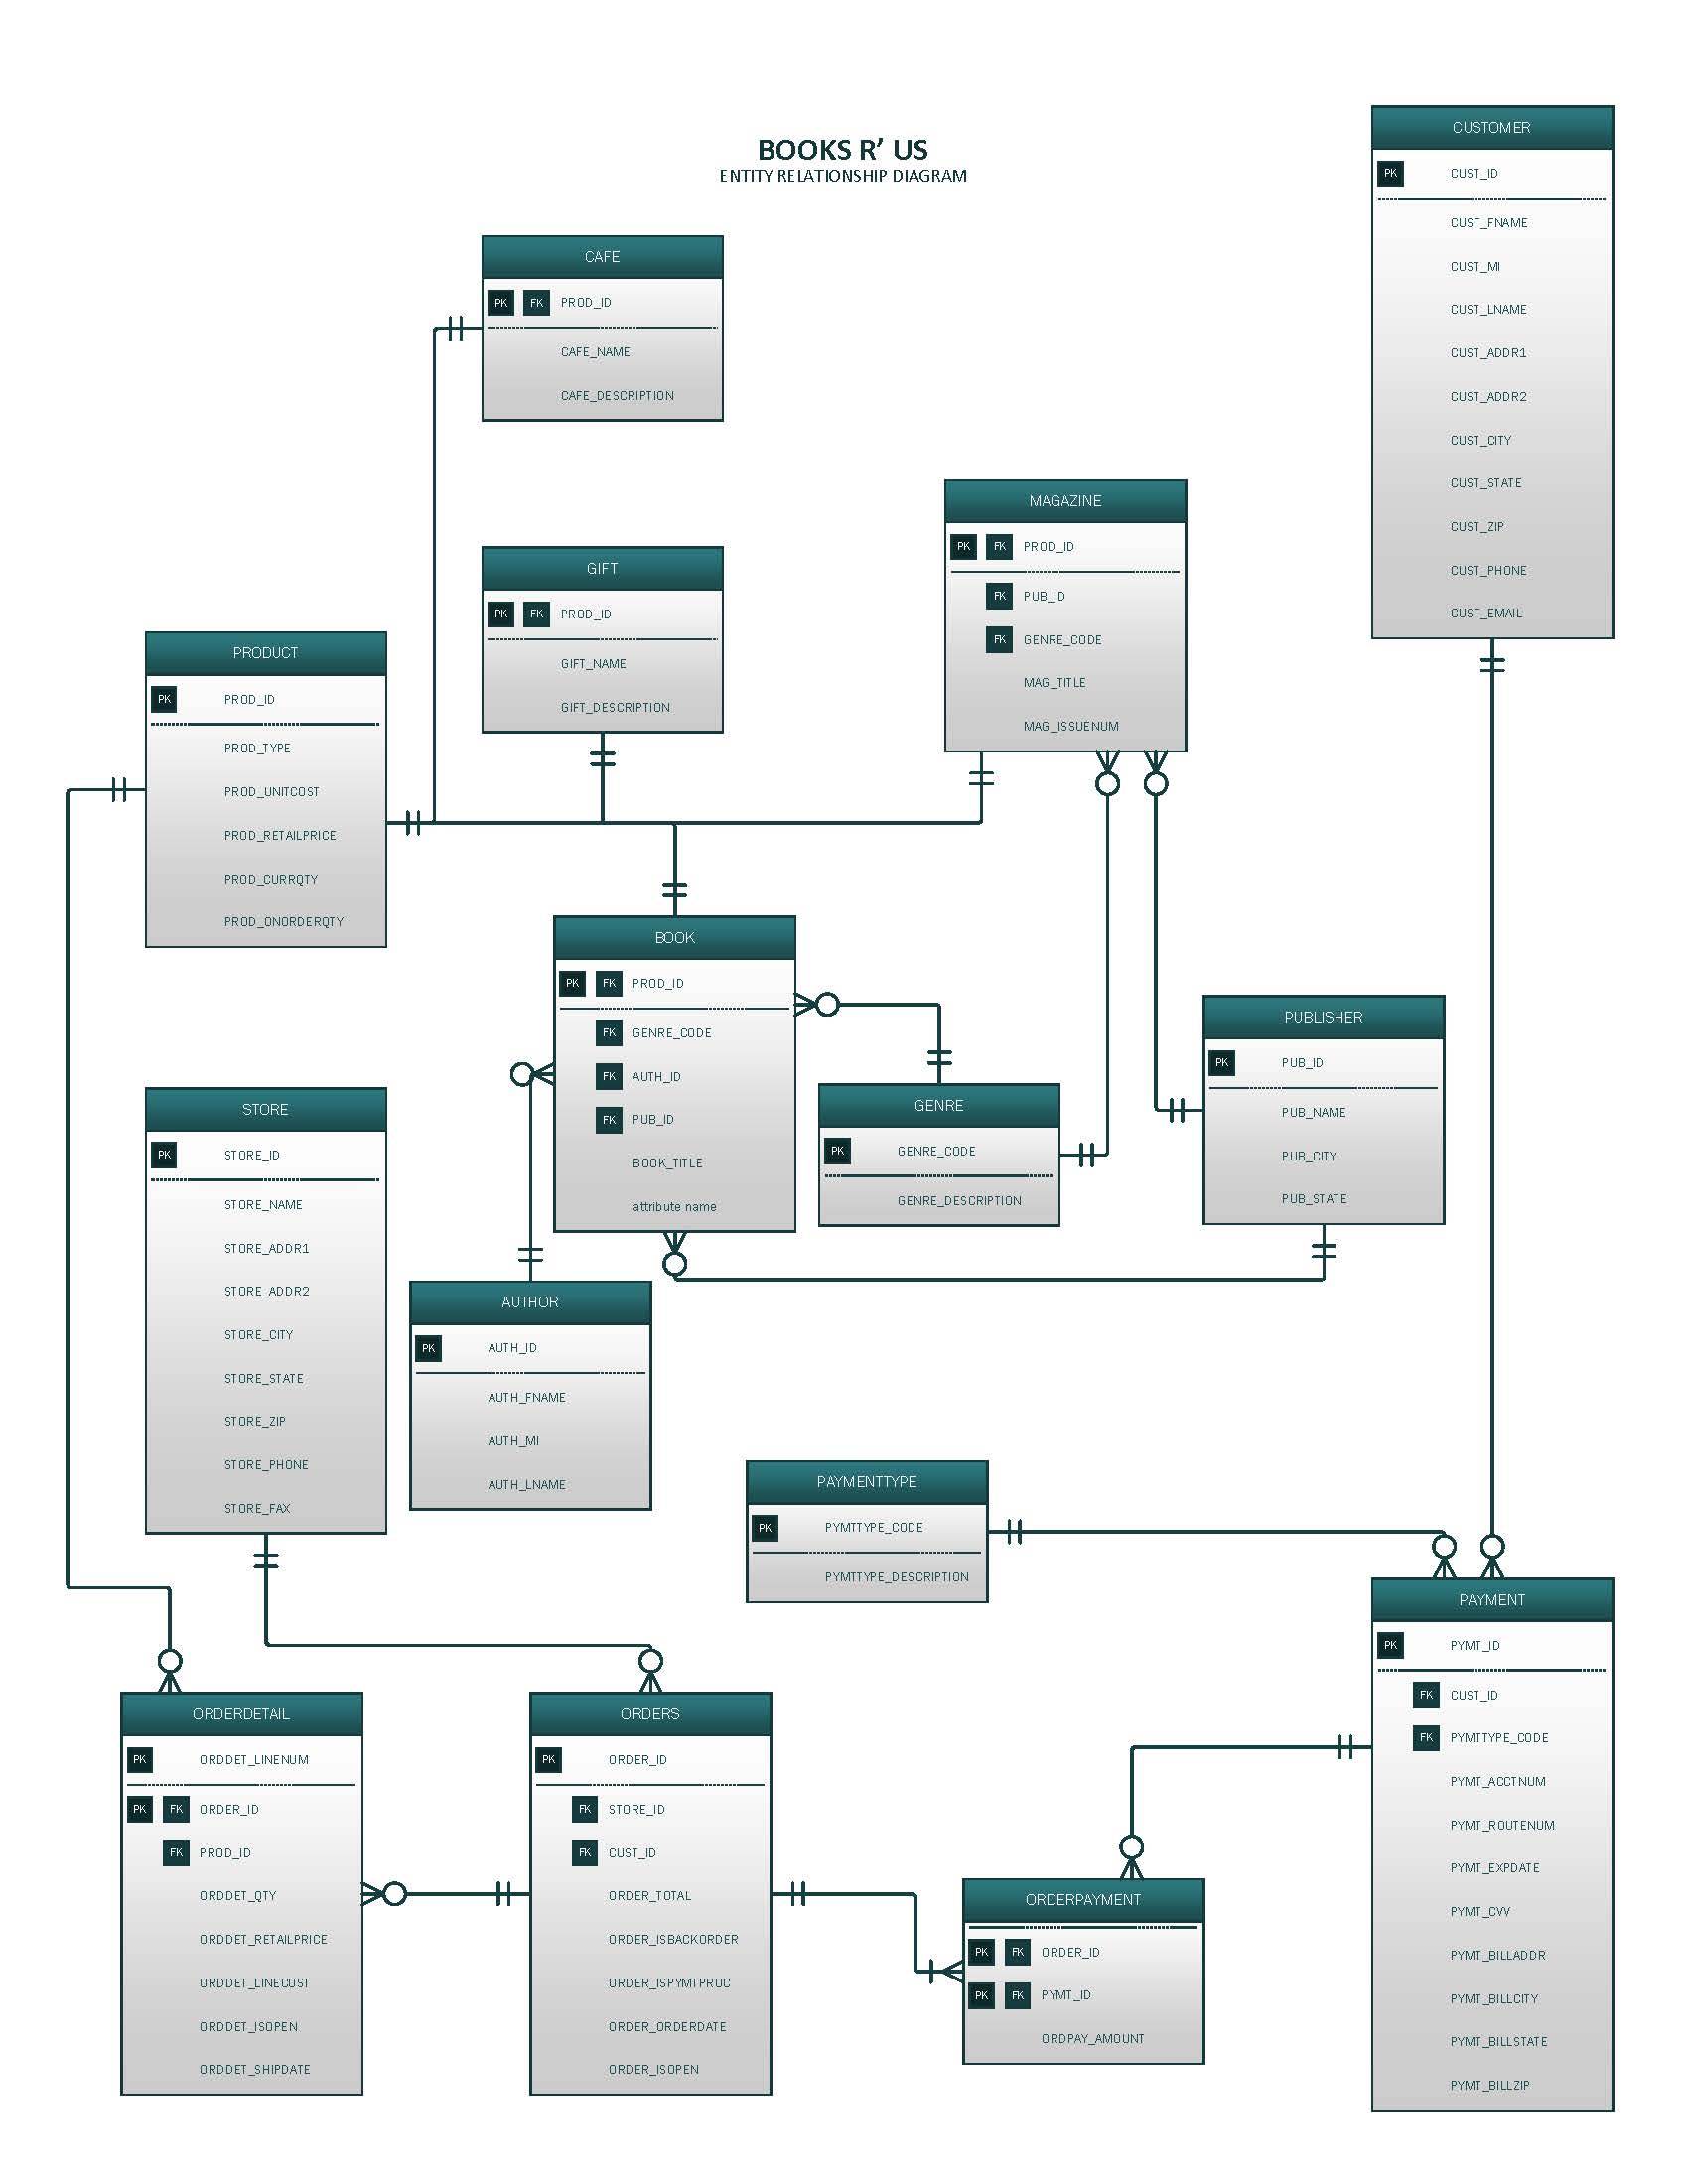 BOOKS R’ US
ENTITY RELATIONSHIP DIAGRAM
CUSTOMER
PK CUST_ID
CUST_FNAME
CUST_MI
CUST_LNAME
CUST_ADDR1
CUST_ADDR2
CUST_CITY
CUST_STATE
CUST_ZIP
CUST_PHONE
CUST_EMAIL
CAFE
PK FK PROD_ID
CAFE_NAME
CAFE_DESCRIPTION
MAGAZINE
PK FK PROD_ID
FK PUB_ID
FK GENRE_CODE
MAG_TITLE
MAG_ISSUENUM
GIFT
PK FK PROD_ID
GIFT_NAME
GIFT_DESCRIPTION
PRODUCT
PK PROD_ID
PROD_TYPE
PROD_UNITCOST
PROD_RETAILPRICE
PROD_CURRQTY
PROD_ONORDERQTY
BOOK
PK FK PROD_ID
FK GENRE_CODE
FK AUTH_ID
FK PUB_ID
BOOK_TITLE
attribute name
PUBLISHER
PK PUB_ID
PUB_NAME
PUB_CITY
PUB_STATE
GENRE
PK GENRE_CODE
GENRE_DESCRIPTION
STORE
PK STORE_ID
STORE_NAME
STORE_ADDR1
STORE_ADDR2
STORE_CITY
STORE_STATE
STORE_ZIP
STORE_PHONE
STORE_FAX
AUTHOR
PK AUTH_ID
AUTH_FNAME
AUTH_MI
AUTH_LNAME
PAYMENTTYPE
PK PYMTTYPE_CODE
PYMTTYPE_DESCRIPTION
PAYMENT
PK PYMT_ID
FK CUST_ID
FK PYMTTYPE_CODE
PYMT_ACCTNUM
PYMT_ROUTENUM
PYMT_EXPDATE
PYMT_CVV
PYMT_BILLADDR
PYMT_BILLCITY
PYMT_BILLSTATE
PYMT_BILLZIP
ORDERDETAIL
PK ORDDET_LINENUM
PK FK ORDER_ID
FK PROD_ID
ORDDET_QTY
ORDDET_RETAILPRICE
ORDDET_LINECOST
ORDDET_ISOPEN
ORDDET_SHIPDATE
ORDERS
PK ORDER_ID
FK STORE_ID
FK CUST_ID
ORDER_TOTAL
ORDER_ISBACKORDER
ORDER_ISPYMTPROC
ORDER_ORDERDATE
ORDER_ISOPEN
ORDERPAYMENT
PK FK ORDER_ID
PK FK PYMT_ID
ORDPAY_AMOUNT